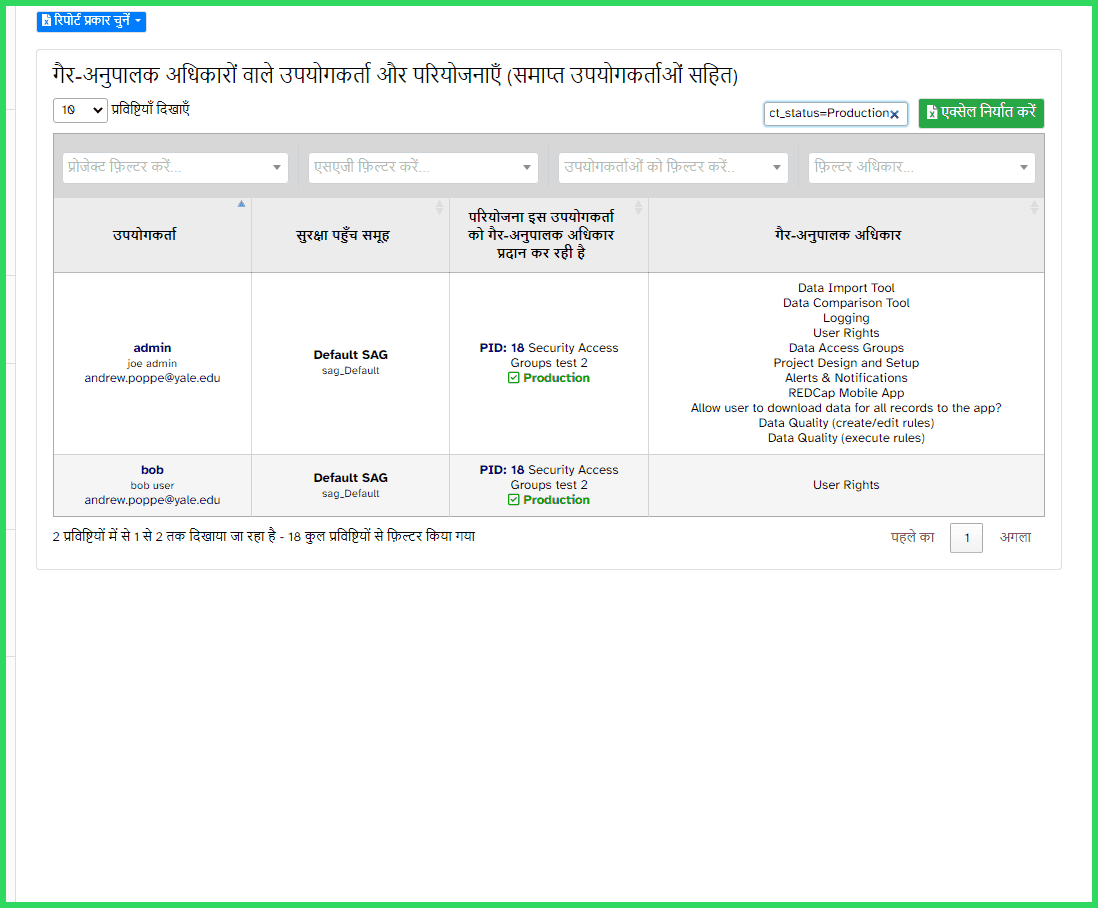 रिपोर्ट प्रकार चुनें
गैर-अनुपालक अधिकारों वाले उपयोगकर्ता और परियोजनाएँ (समाप्त उपयोगकर्ताओं सहित)
10 प्रविष्टियाँ दिखाएँ
ct_status=Production
एक्सेल निर्यात करें
प्रोजेक्ट फ़िल्टर करें...
एसएजी फ़िल्टर करें...
उपयोगकर्ताओं को फ़िल्टर करें..
फ़िल्टर अधिकार...
उपयोगकर्ता
सुरक्षा पहुँच समूह
परियोजना इस उपयोगकर्ता
को गैर-अनुपालक अधिकार
प्रदान कर रही है
गैर-अनुपालक अधिकार
admin
joe admin
andrew.poppe@yale.edu
Default SAG
sag_Default
PID: 18 Security Access
Groups test 2
Production
Data Import Tool
Data Comparison Tool
Logging
User Rights
Data Access Groups
Project Design and Setup
Alerts & Notifications
REDCap Mobile App
Allow user to download data for all records to the app?
Data Quality (create/edit rules)
Data Quality (execute rules)
bob
bob user
andrew.poppe@yale.edu
Default SAG
sag_Default
PID: 18 Security Access
Groups test 2
Production
User Rights
2 प्रविष्टियों में से 1 से 2 तक दिखाया जा रहा है - 18 कुल प्रविष्टियों से फ़िल्टर किया गया
पहले का 1 अगला